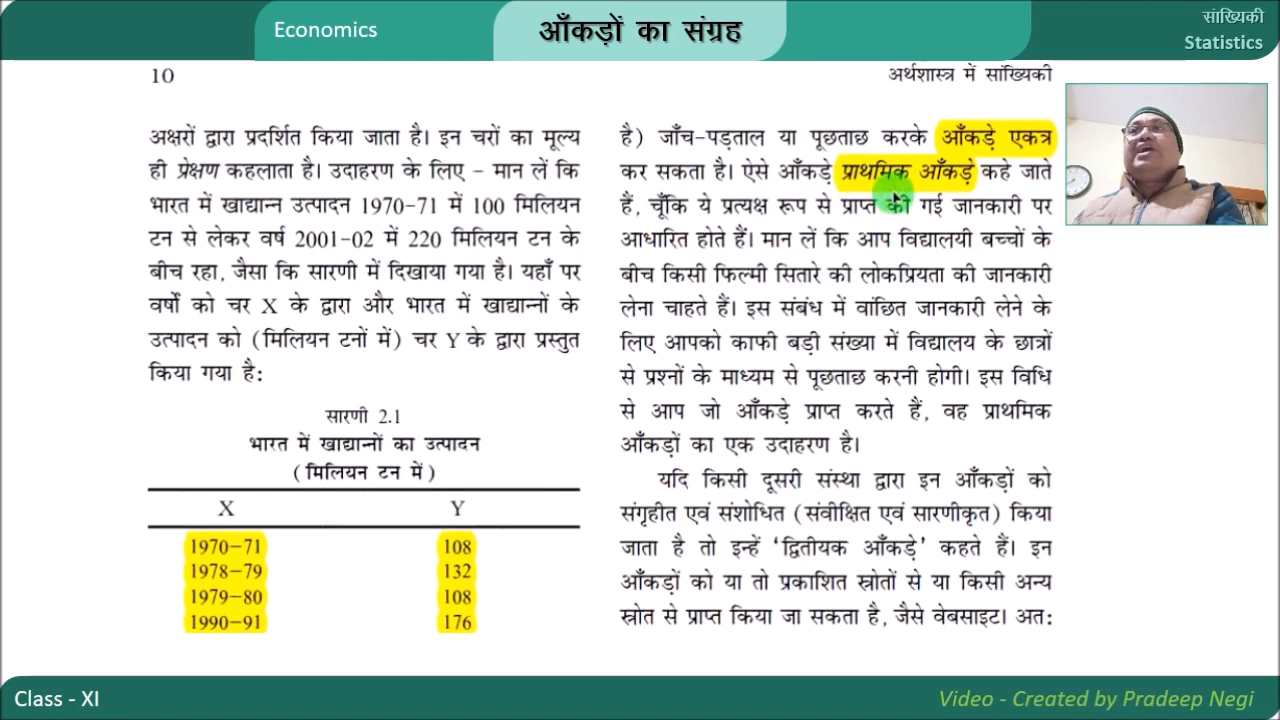 Economics
आँकड़ों का संग्रह
सांख्यिकी
Statistics
10
अर्थशास्त्र में सांख्यिकी
अक्षरों द्वारा प्रदर्शित किया जाता है। इन चरों का मूल्य
ही प्रेक्षण कहलाता है। उदाहरण के लिए - मान लें कि
भारत में खाद्यान्न उत्पादन 1970-71 में 100 मिलियन
टन से लेकर वर्ष 2001-02 में 220 मिलियन टन के
बीच रहा, जैसा कि सारणी में दिखाया गया है। यहाँ पर
वर्षों को चर X के द्वारा और भारत में खाद्यान्नों के
उत्पादन को (मिलियन टनों में) चर Y के द्वारा प्रस्तुत
किया गया है:
सारणी 2.1
भारत में खाद्यान्नों का उत्पादन
(मिलियन टन में)
X Y
1970-71 108
1978-79 132
1979-80 108
1990-91 176
है) जाँच-पड़ताल या पूछताछ करके आँकड़े एकत्र
कर सकता है। ऐसे आँकड़े प्राथमिक आँकड़े कहे जाते
हैं, चूँकि ये प्रत्यक्ष रूप से प्राप्त की गई जानकारी पर
आधारित होते हैं। मान लें कि आप विद्यालयी बच्चों के
बीच किसी फिल्मी सितारे की लोकप्रियता की जानकारी
लेना चाहते हैं। इस संबंध में वांछित जानकारी लेने के
लिए आपको काफी बड़ी संख्या में विद्यालय के छात्रों
से प्रश्नों के माध्यम से पूछताछ करनी होगी। इस विधि
से आप जो आँकड़े प्राप्त करते हैं, वह प्राथमिक
आँकड़ों का एक उदाहरण है।
यदि किसी दूसरी संस्था द्वारा इन आँकड़ों को
संगृहीत एवं संशोधित (संवीक्षित एवं सारणीकृत) किया
जाता है तो इन्हें ‘द्वितीयक आँकड़े’ कहते हैं। इन
आँकड़ों को या तो प्रकाशित स्रोतों से या किसी अन्य
स्रोत से प्राप्त किया जा सकता है, जैसे वेबसाइट। अत:
Class - XI
Video - Created by Pradeep Negi